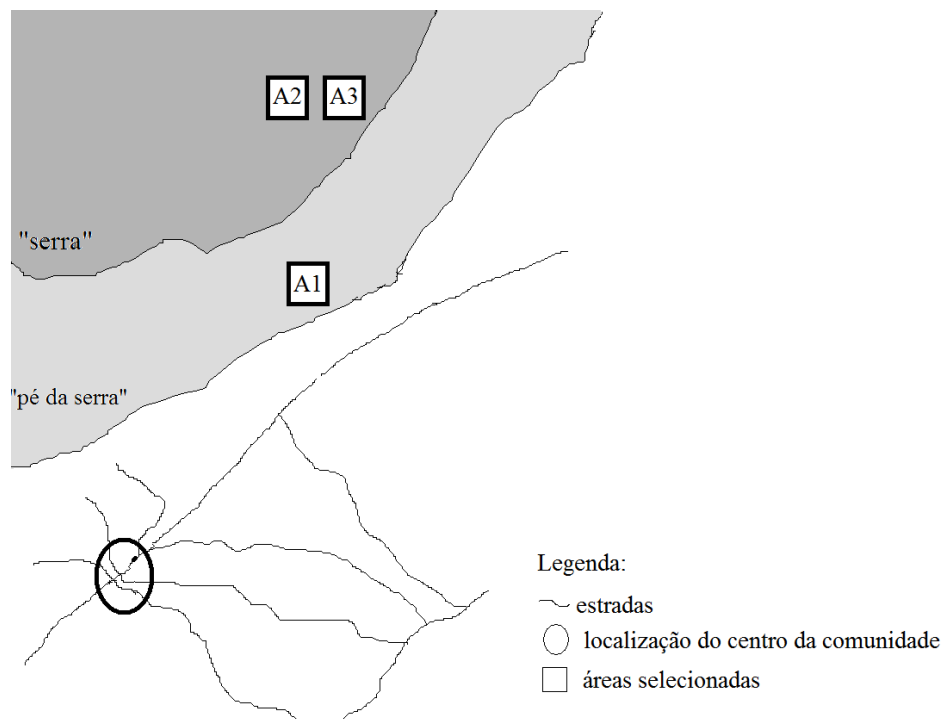 A2 A3
"serra"
A1
"pé da serra"
Legenda:
estradas
localização do centro da comunidade
áreas selecionadas